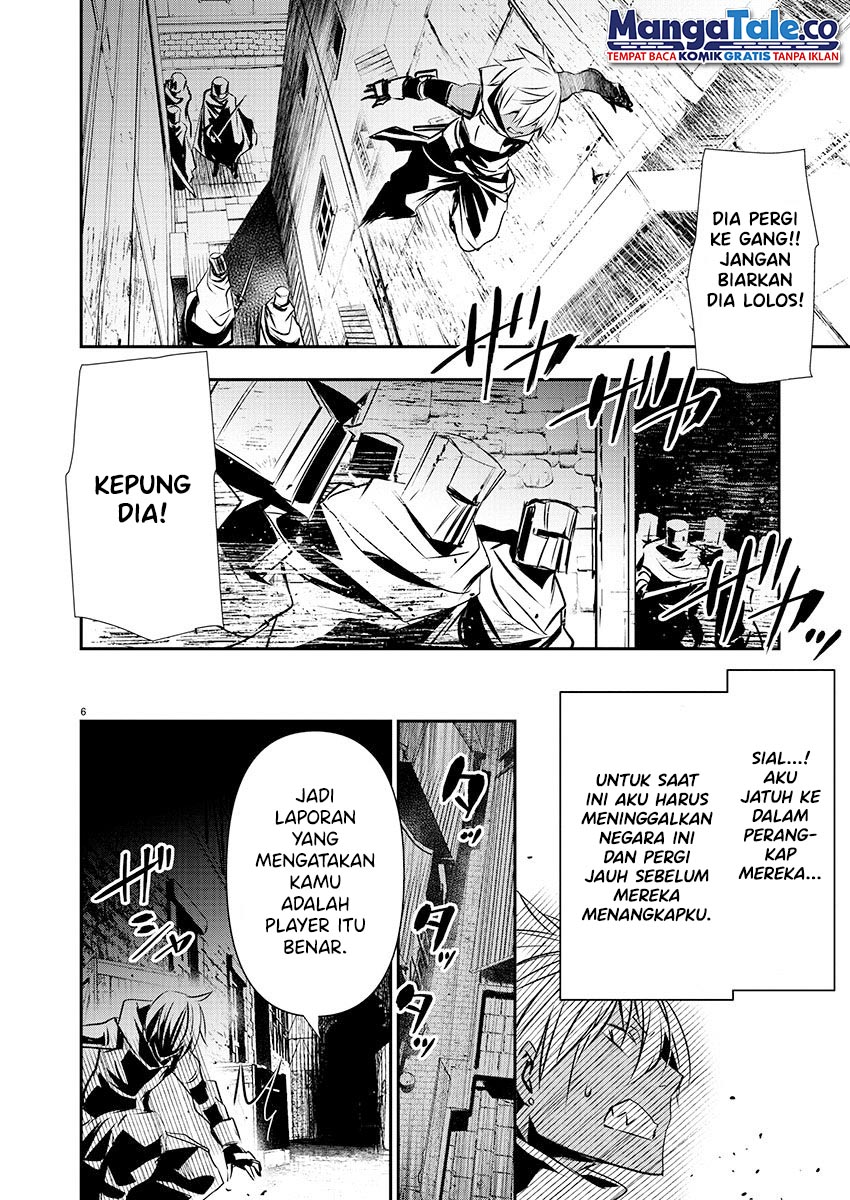 MangaTale.co
TEMPAT BACA KOMIK GRATIS TANPA IKLAN
DIA PERGI
KE GANG!!
JANGAN
BIARKAN
DIA LOLOS!
KEPUNG
DIA!
SIAL...!
AKU
JATUH KE
DALAM
PERANG-
KAP
MEREKA...
UNTUK SAAT
INI AKU HARUS
MENINGGALKAN
NEGARA INI
DAN PERGI
JAUH SEBELUM
MEREKA
MENANGKAPKU.
JADI
LAPORAN
YANG
MENGATAKAN
KAMU
ADALAH
PLAYER ITU
BENAR.
6